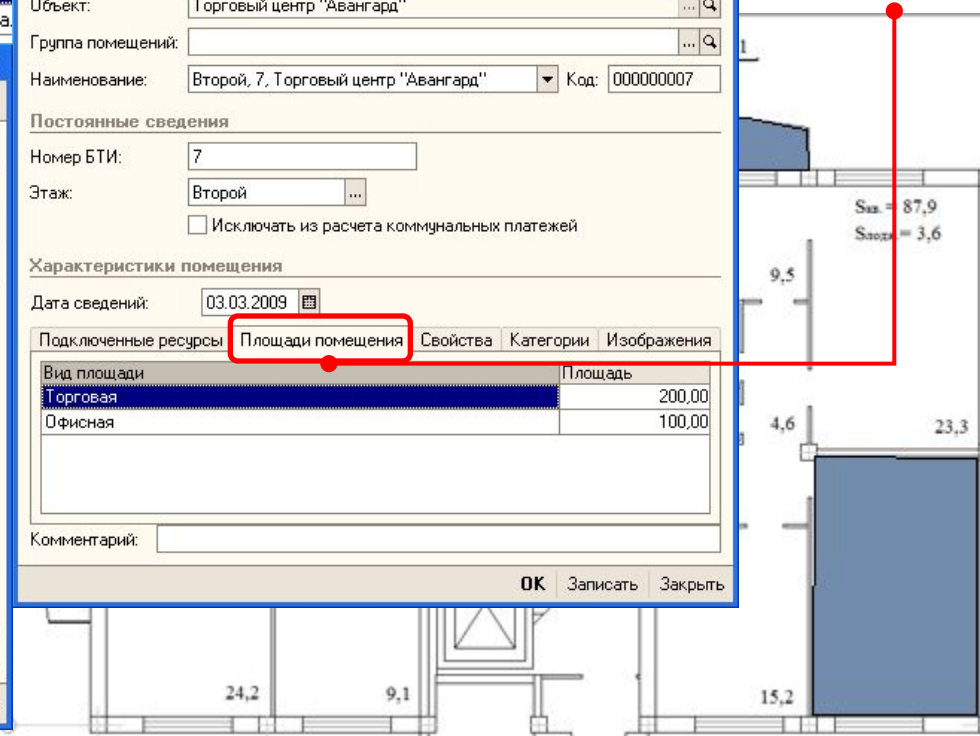 Объект: Торговый центр "Авангард" ...
Группа помещений: ...
Наименование: Второй, 7, Торговый центр "Авангард" Код: 000000007
Постоянные сведения
Номер БТИ: 7
Этаж: Второй ...
Исключать из расчета коммунальных платежей
Характеристики помещения
Дата сведений: 03.03.2009
Подключенные ресурсы Площади помещения Свойства Категории Изображения
Вид площади Площадь
Торговая 200,00
Офисная 100,00
Комментарий:
OK Записать Закрыть
а.
1
= 87,9
= 3,6
9,5
4,6
23,3
24,2
9,1
15,2